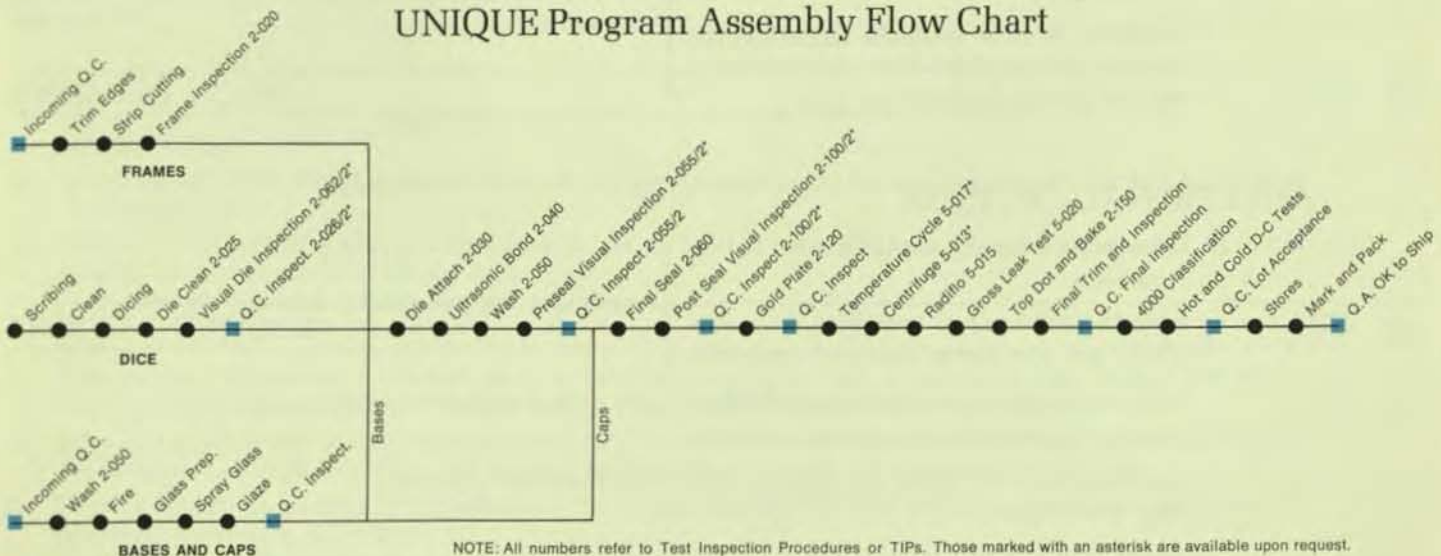 UNIQUE Program Assembly Flow Chart
Incoming Q.C.
Trim Edges
Strip Cutting
Frame Inspection 2-020
FRAMES
Scribing
Clean
Dicing
Die Clean 2-025
Visual Die Inspection 2-062/2*
Q.C. Inspect. 2-026/2*
DICE
Die Attach 2-030
Ultrasonic Bond 2-040
Wash 2-050
Preseal Visual Inspection 2-055/2*
Q.C. Inspect 2-055/2
Final Seal 2-060
Post Seal Visual Inspection 2-100/2*
Q.C. Inspect 2-100/2*
Gold Plate 2-120
Q.C. Inspect
Temperature Cycle 5-017*
Centrifuge 5-013*
Radiflo 5-015
Gross Leak Test 5-020
Top Dot and Bake 2-150
Final Trim and Inspection
Q.C. Final Inspection
4000 Classification
Hot and Cold D-C Tests
Q.C. Lot Acceptance
Stores
Mark and Pack
Q.A. OK to Ship
Bases
Caps
Incoming Q.C.
Wash 2-050
Fire
Glass Prep.
Spray Glass
Glaze
Q.C. Inspect.
BASES AND CAPS
NOTE: All numbers refer to Test Inspection Procedures or TIPs. Those marked with an asterisk are available upon request.